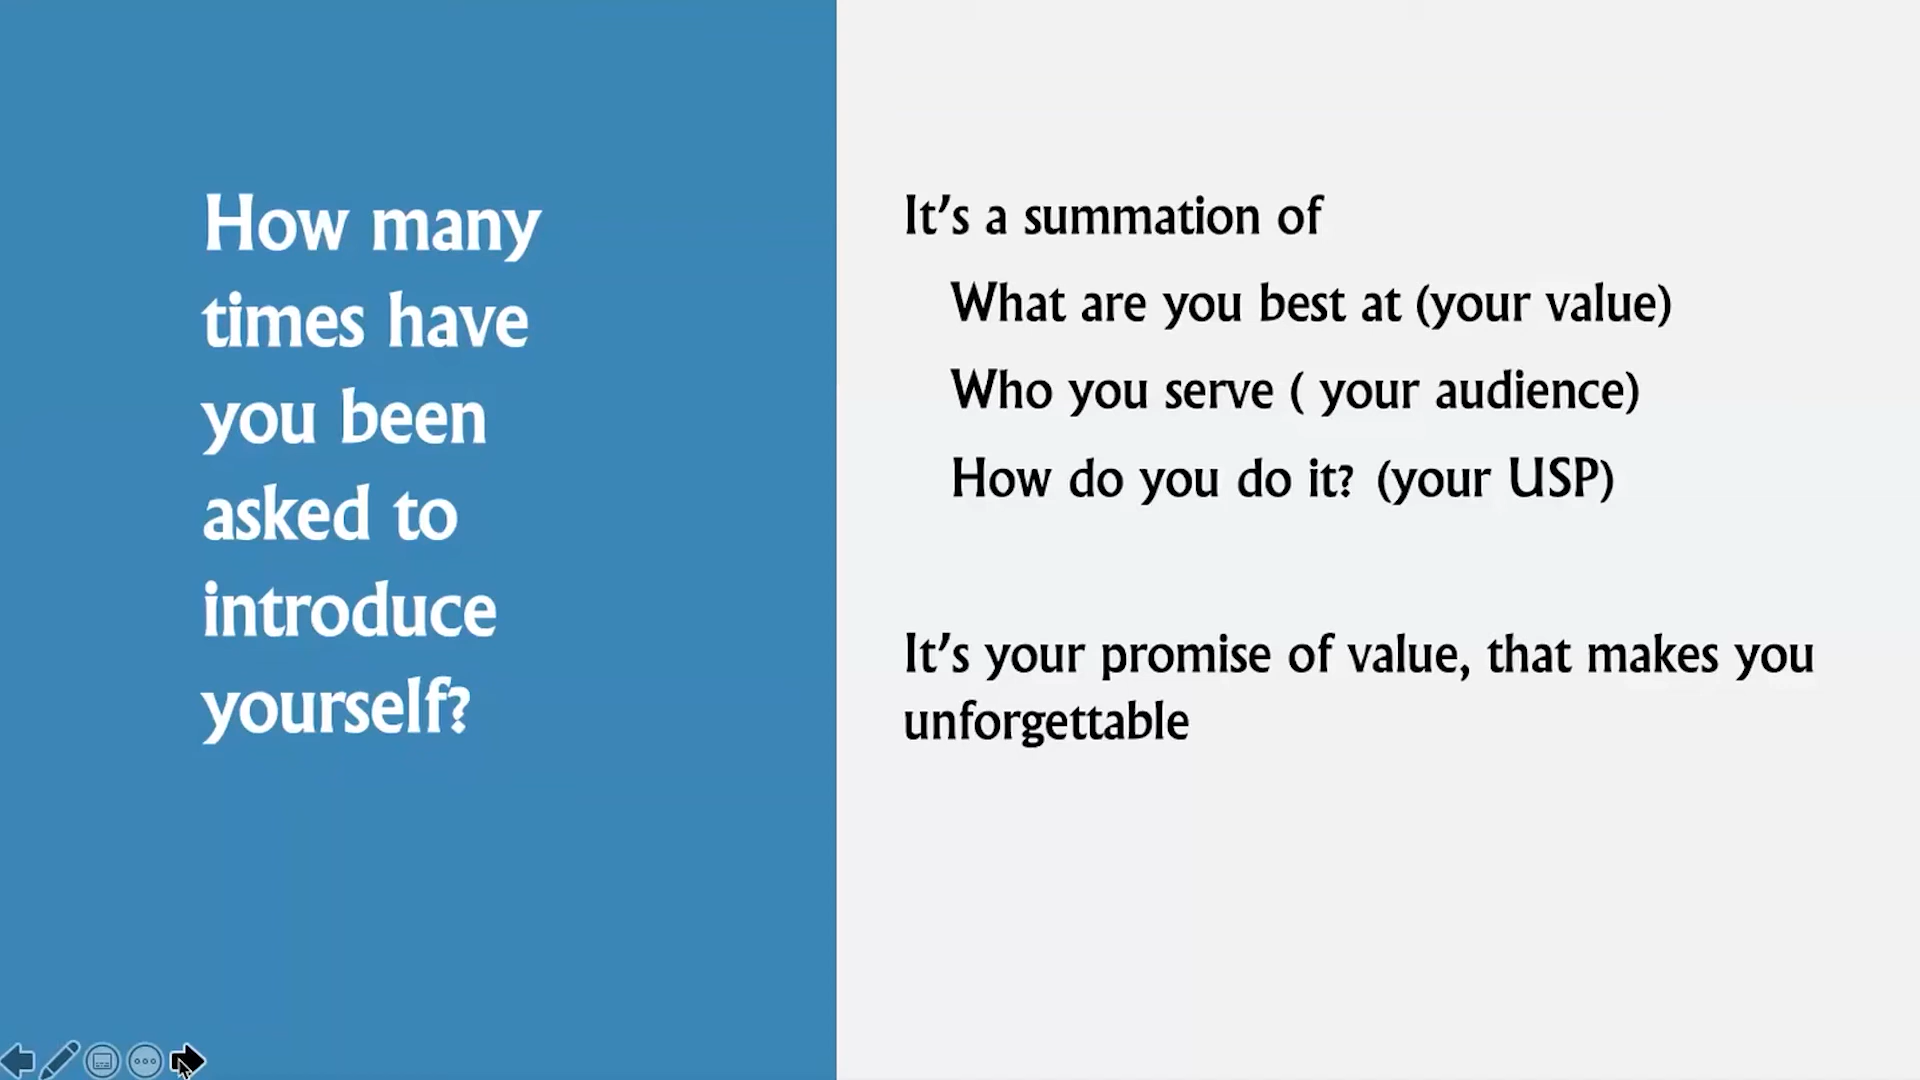 How many
times have
you been
asked to
introduce
yourself?
It’s a summation of
What are you best at (your value)
Who you serve ( your audience)
How do you do it? (your USP)
It’s your promise of value, that makes you
unforgettable